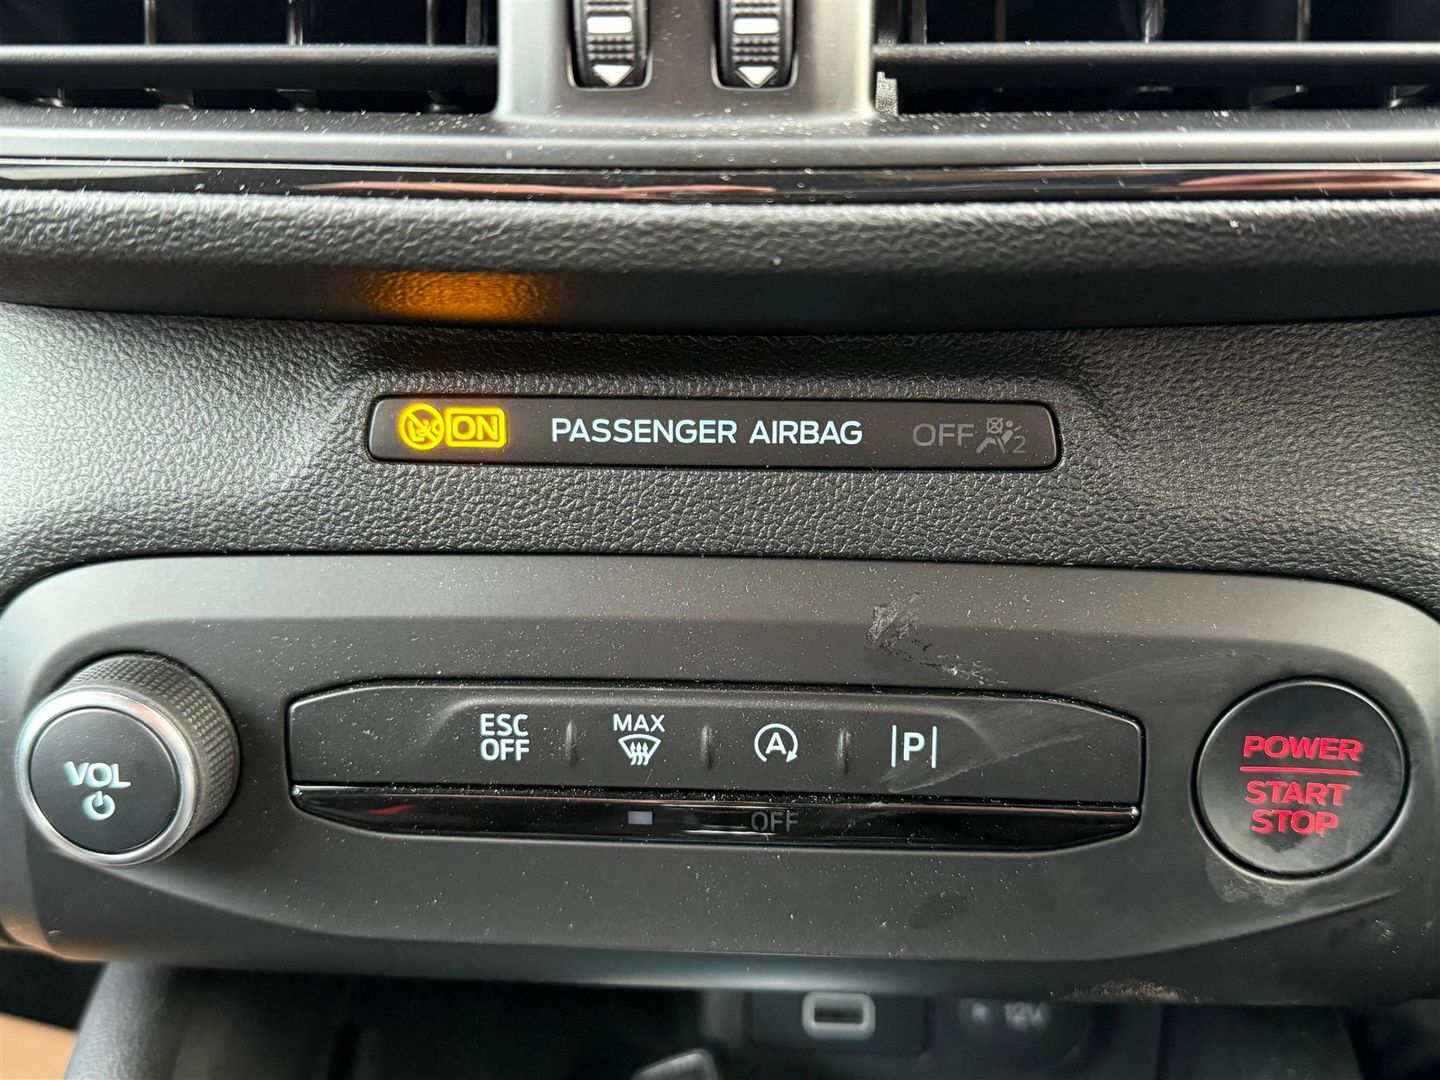 ON PASSENGER AIRBAG OFF 2
ESC
OFF
MAX
A
P
VOL
OFF
POWER
START
STOP
12V